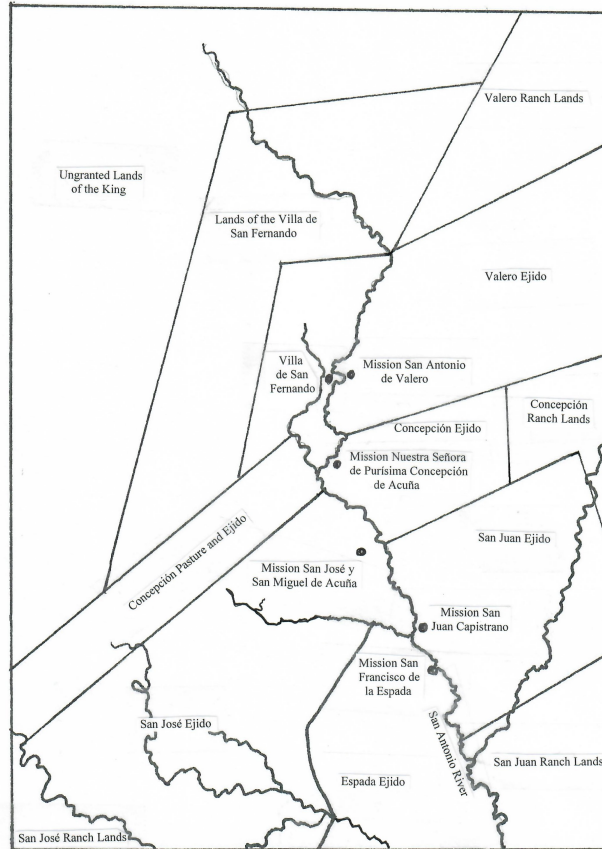 Valero Ranch Lands
Ungranted Lands
of the King
Lands of the Villa de
San Fernando
Valero Ejido
Villa
de San
Fernando
Mission San Antonio
de Valero
Concepción
Ranch Lands
Concepción Ejido
Mission Nuestra Señora
de Purísima Concepción
de Acuña
Concepción Pasture and Ejido
San Juan Ejido
Mission San José y
San Miguel de Acuña
Mission San
Juan Capistrano
Mission San
Francisco de
la Espada
San José Ejido
San Antonio River
San Juan Ranch Lands
Espada Ejido
San José Ranch Lands